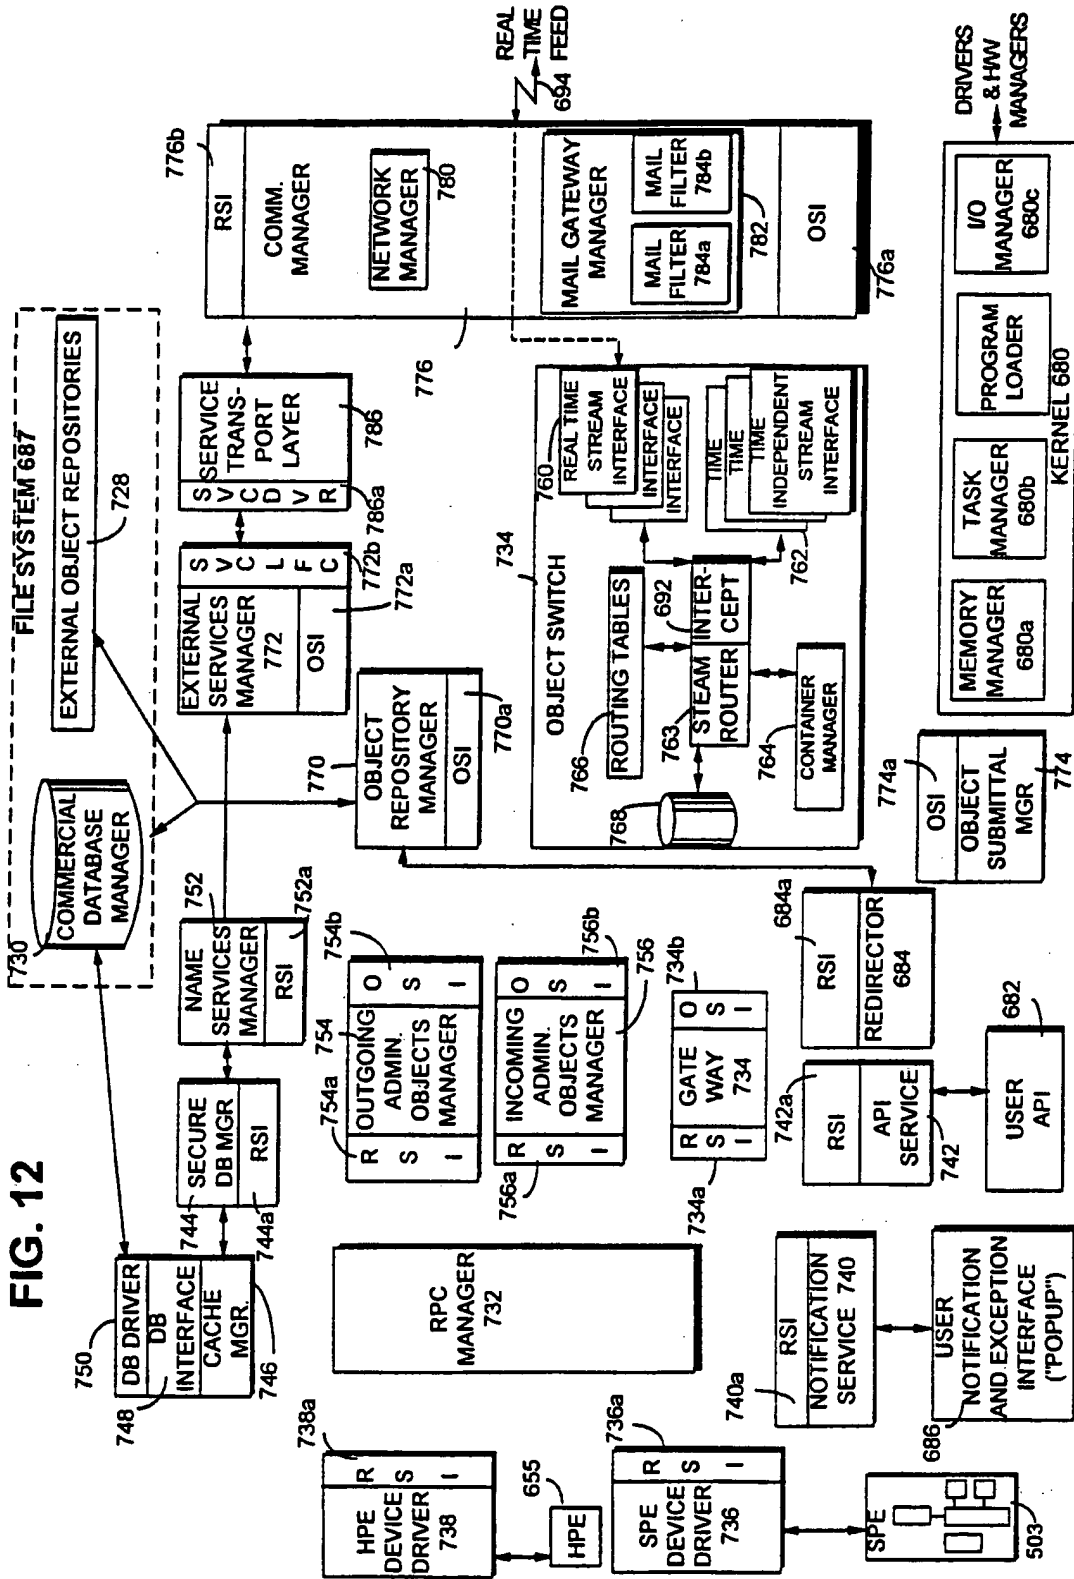 FIG. 12
FILE SYSTEM 687
EXTERNAL OBJECT REPOSITORIES
728
COMMERCIAL
DATABASE
MANAGER
730
750
DB DRIVER
DB
INTERFACE
CACHE
MGR.
748
746
744
SECURE
DB MGR
RSI
744a
NAME
SERVICES
MANAGER
752
RSI
752a
EXTERNAL
SERVICES
MANAGER
772
OSI
S
V
C
L
F
C
772b
772a
S
V
C
D
V
R
SERVICE
TRANS-
PORT
LAYER
786
786a
776b
RSI
COMM.
MANAGER
NETWORK
MANAGER
780
776
MAIL GATEWAY
MANAGER
MAIL
FILTER
784a
MAIL
FILTER
784b
782
OSI
776a
REAL
TIME
FEED
694
738a
HPE
DEVICE
DRIVER
738
R
S
I
655
HPE
RPC
MANAGER
732
754a
R
S
I
OUTGOING
ADMIN.
OBJECTS
MANAGER
754
O
S
I
754b
756a
R
S
I
INCOMING
ADMIN.
OBJECTS
MANAGER
756
O
S
I
756b
770
OBJECT
REPOSITORY
MANAGER
OSI
770a
734
OBJECT SWITCH
766
ROUTING TABLES
692
763
STEAM
ROUTER
INTER-
CEPT
764
CONTAINER
MANAGER
768
760
REAL TIME
STREAM
INTERFACE
INTERFACE
INTERFACE
TIME
TIME
TIME
INDEPENDENT
STREAM
INTERFACE
762
736a
SPE
DEVICE
DRIVER
736
R
S
I
SPE
503
734a
R
S
I
GATE
WAY
734
O
S
I
734b
740a
RSI
NOTIFICATION
SERVICE 740
686
USER
NOTIFICATION
AND EXCEPTION
INTERFACE
("POPUP")
742a
RSI
API
SERVICE
742
USER
API
682
684a
RSI
REDIRECTOR
684
774a
OSI
OBJECT
SUBMITTAL
MGR
774
MEMORY
MANAGER
680a
TASK
MANAGER
680b
PROGRAM
LOADER
I/O
MANAGER
680c
KERNEL 680
DRIVERS
& H/W
MANAGERS